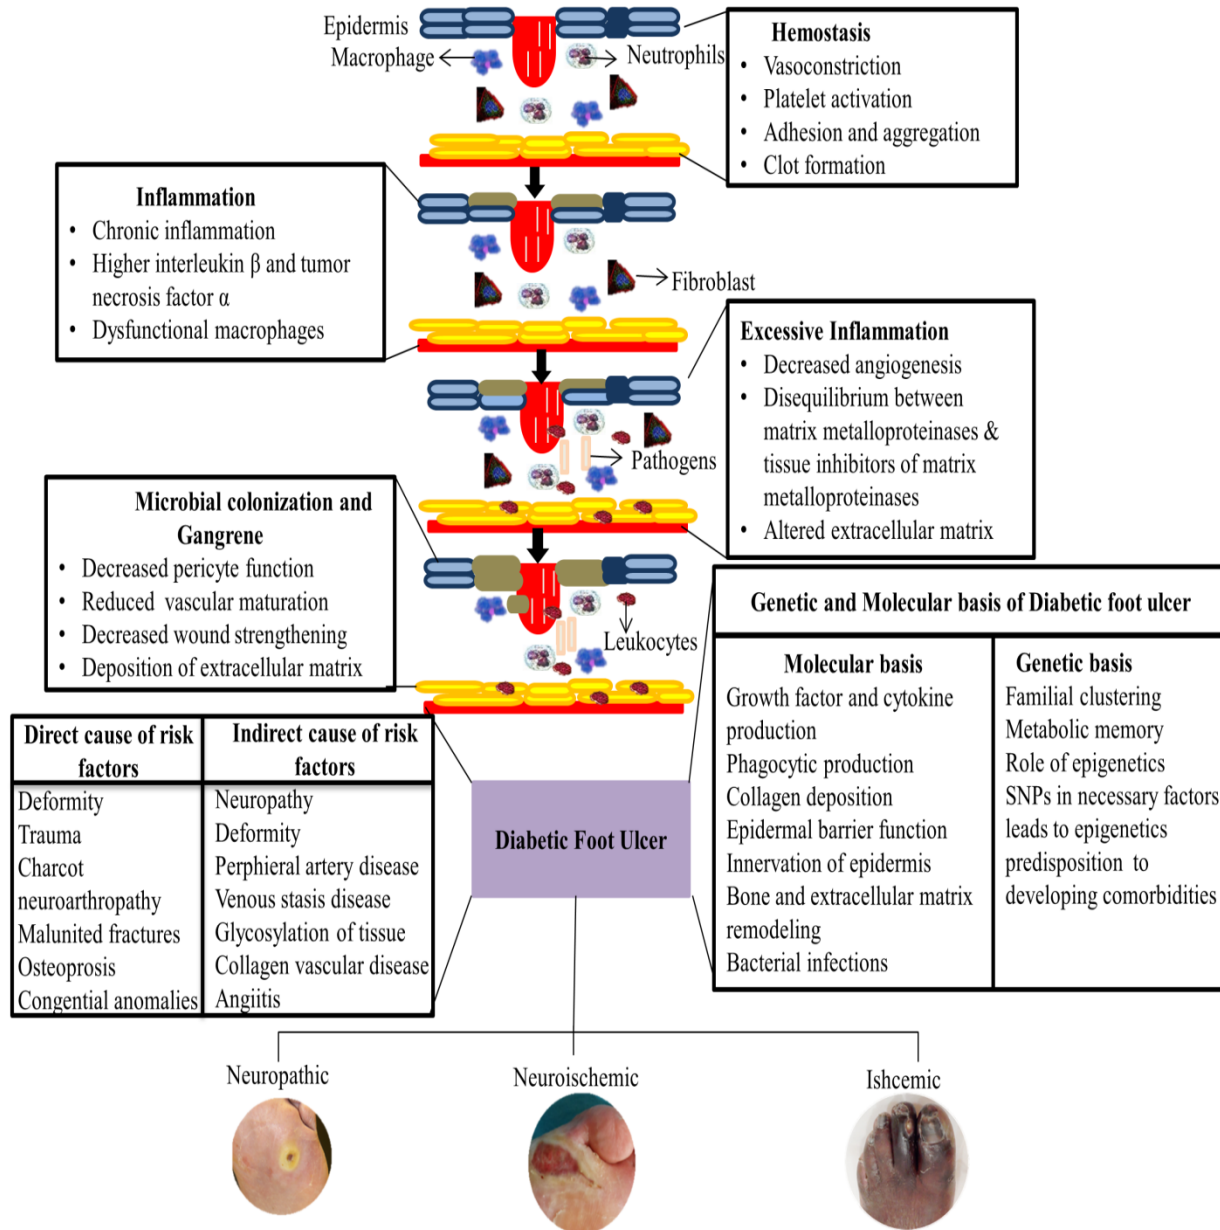 Epidermis
Macrophage
Neutrophils
Hemostasis
• Vasoconstriction
• Platelet activation
• Adhesion and aggregation
• Clot formation
Inflammation
• Chronic inflammation
• Higher interleukin β and tumor
necrosis factor α
• Dysfunctional macrophages
Fibroblast
Excessive Inflammation
• Decreased angiogenesis
• Disequilibrium between
matrix metalloproteinases &
tissue inhibitors of matrix
metalloproteinases
• Altered extracellular matrix
Pathogens
Microbial colonization and
Gangrene
• Decreased pericyte function
• Reduced vascular maturation
• Decreased wound strengthening
• Deposition of extracellular matrix
Leukocytes
Genetic and Molecular basis of Diabetic foot ulcer
Molecular basis
Growth factor and cytokine
production
Phagocytic production
Collagen deposition
Epidermal barrier function
Innervation of epidermis
Bone and extracellular matrix
remodeling
Bacterial infections
Genetic basis
Familial clustering
Metabolic memory
Role of epigenetics
SNPs in necessary factors
leads to epigenetics
predisposition to
developing comorbidities
Direct cause of risk
factors
Deformity
Trauma
Charcot
neuroarthropathy
Malunited fractures
Osteoprosis
Congential anomalies
Indirect cause of risk
factors
Neuropathy
Deformity
Perphieral artery disease
Venous stasis disease
Glycosylation of tissue
Collagen vascular disease
Angiitis
Diabetic Foot Ulcer
Neuropathic
Neuroischemic
Ishcemic